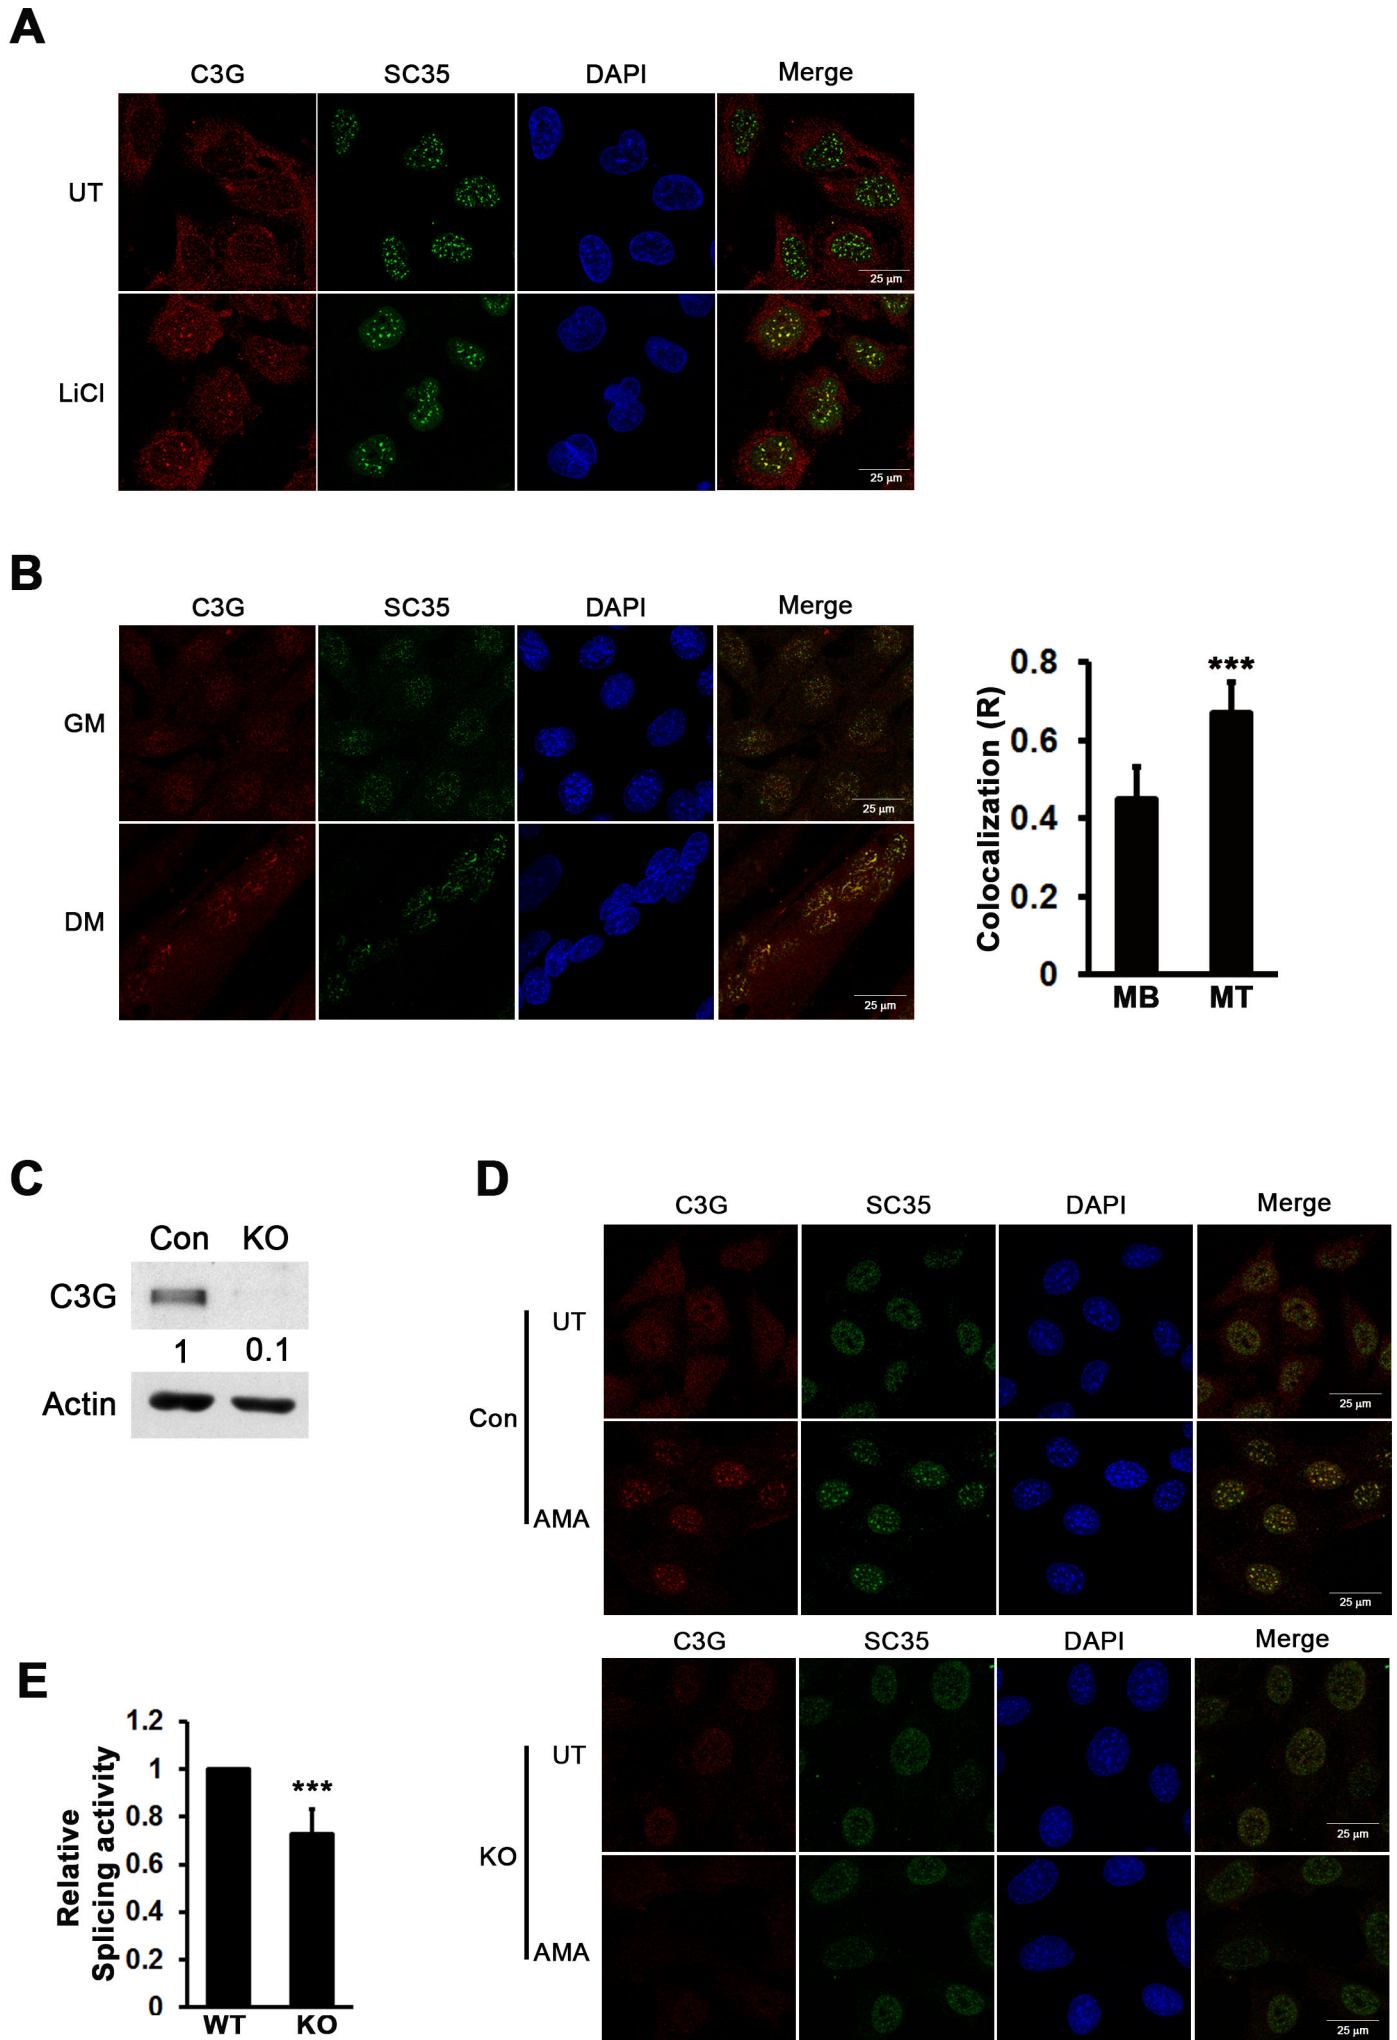 A
C3G SC35 DAPI Merge
UT
25 µm
LiCl
25 µm
B
C3G SC35 DAPI Merge
GM
25 µm
DM
25 µm
Colocalization (R)
0.8
0.6
0.4
0.2
0
***
MB MT
C
Con KO
C3G
1 0.1
Actin
D
C3G SC35 DAPI Merge
Con
UT
25 µm
AMA
25 µm
C3G SC35 DAPI Merge
KO
UT
25 µm
AMA
25 µm
E
Relative
Splicing activity
1.2
1
0.8
0.6
0.4
0.2
0
***
WT KO